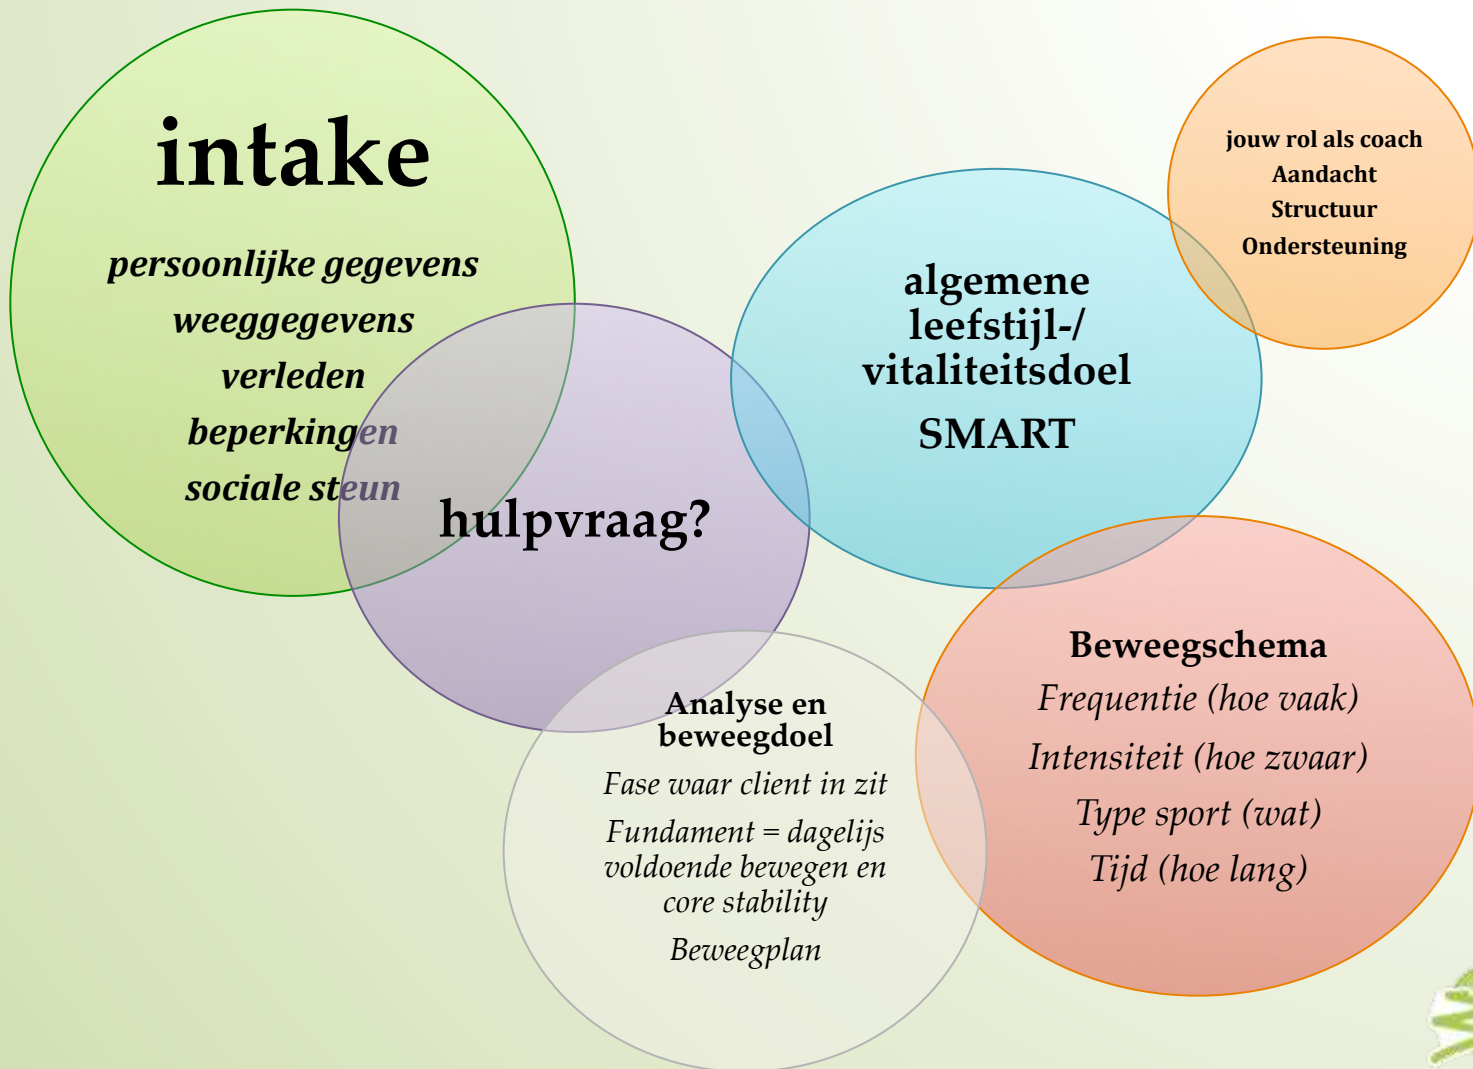 intake
persoonlijke gegevens
weeggegevens
verleden
beperkingen
sociale steun
hulpvraag?
algemene
leefstijl-/
vitaliteitsdoel
SMART
jouw rol als coach
Aandacht
Structuur
Ondersteuning
Analyse en
beweegdoel
Fase waar client in zit
Fundament = dagelijs
voldoende bewegen en
core stability
Beweegplan
Beweegschema
Frequentie (hoe vaak)
Intensiteit (hoe zwaar)
Type sport (wat)
Tijd (hoe lang)